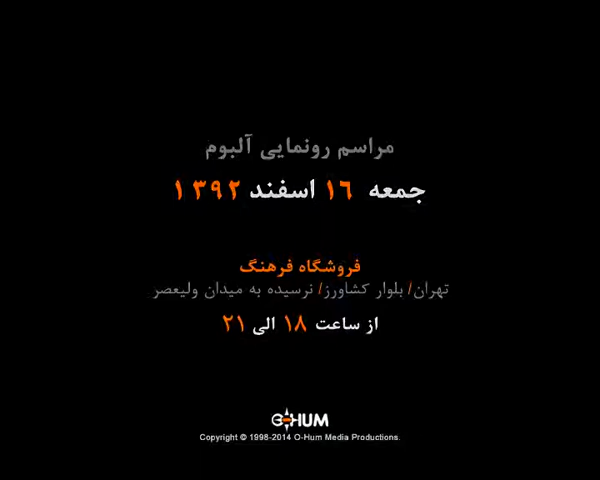 مراسم رونمایی آلبوم
جمعه ۱۶ اسفند ۱۳۹۲
فروشگاه فرهنگ
تهران/ بلوار کشاورز/ نرسیده به میدان ولیعصر
از ساعت ۱۸ الی ۲۱
O-HUM
Copyright © 1998-2014 O-Hum Media Productions.